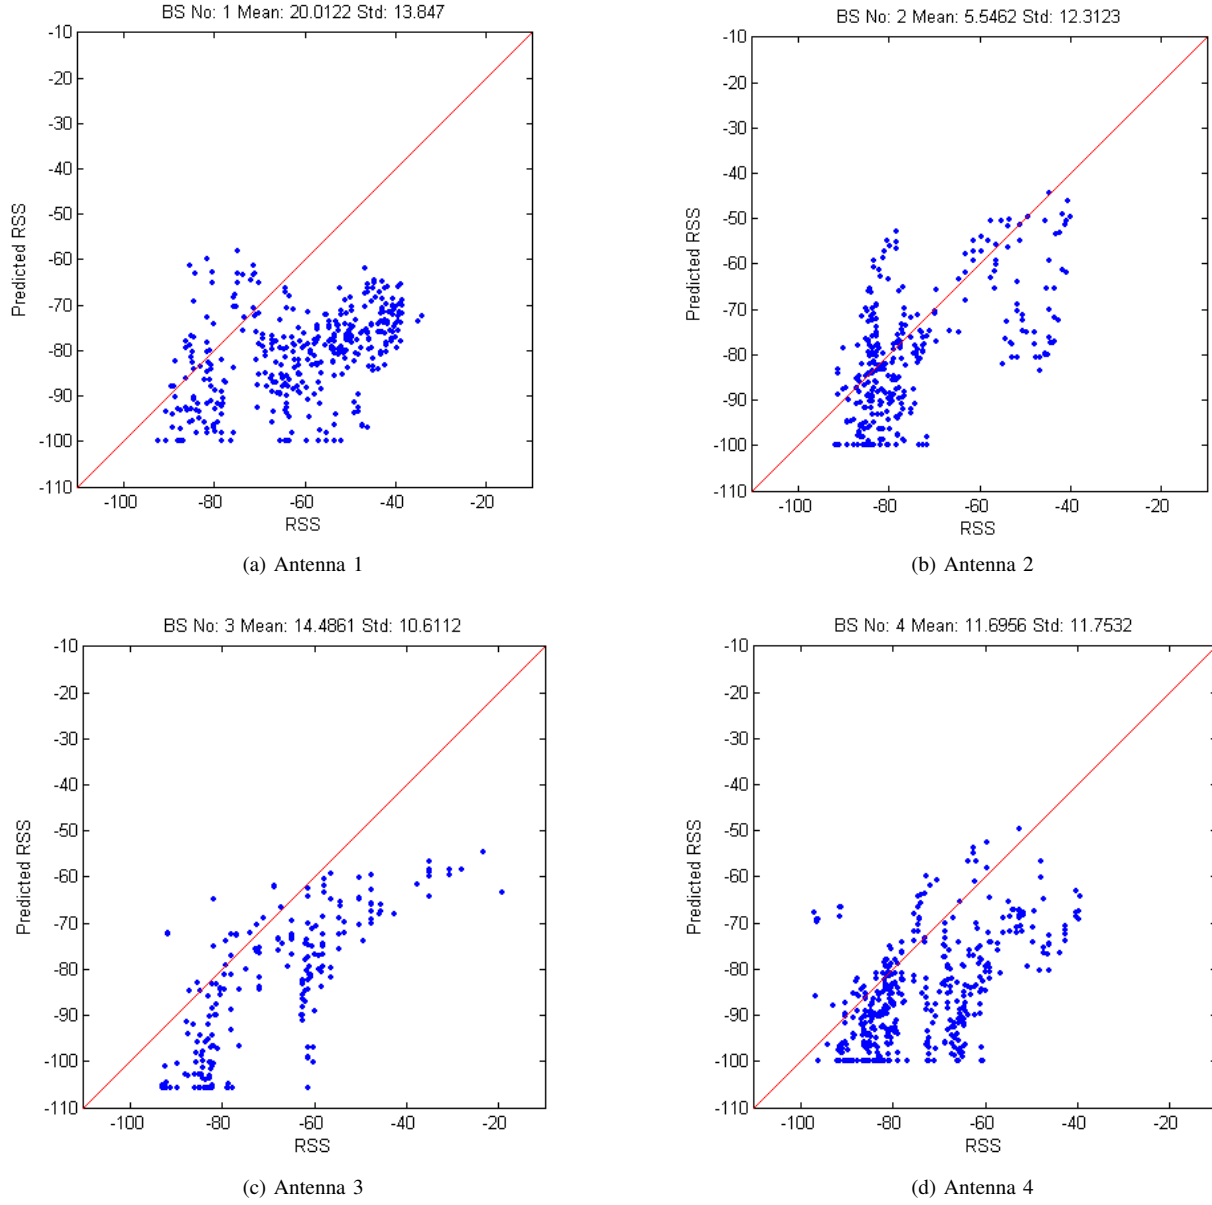 BS No: 1 Mean: 20.0122 Std: 13.847
-10
-20
-30
-40
-50
-60
-70
-80
-90
-100
-110
Predicted RSS
-100 -80 -60 -40 -20
RSS
(a) Antenna 1
BS No: 2 Mean: 5.5462 Std: 12.3123
-10
-20
-30
-40
-50
-60
-70
-80
-90
-100
-110
Predicted RSS
-100 -80 -60 -40 -20
RSS
(b) Antenna 2
BS No: 3 Mean: 14.4861 Std: 10.6112
-10
-20
-30
-40
-50
-60
-70
-80
-90
-100
-110
Predicted RSS
-100 -80 -60 -40 -20
RSS
(c) Antenna 3
BS No: 4 Mean: 11.6956 Std: 11.7532
-10
-20
-30
-40
-50
-60
-70
-80
-90
-100
-110
Predicted RSS
-100 -80 -60 -40 -20
RSS
(d) Antenna 4